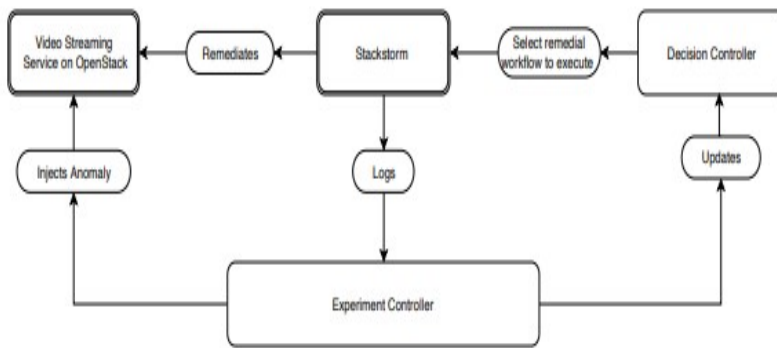 Video Streaming
Service on OpenStack
Remediates
Stackstorm
Select remedial
workflow to execute
Decision Controller
Injects Anomaly
Logs
Updates
Experiment Controller